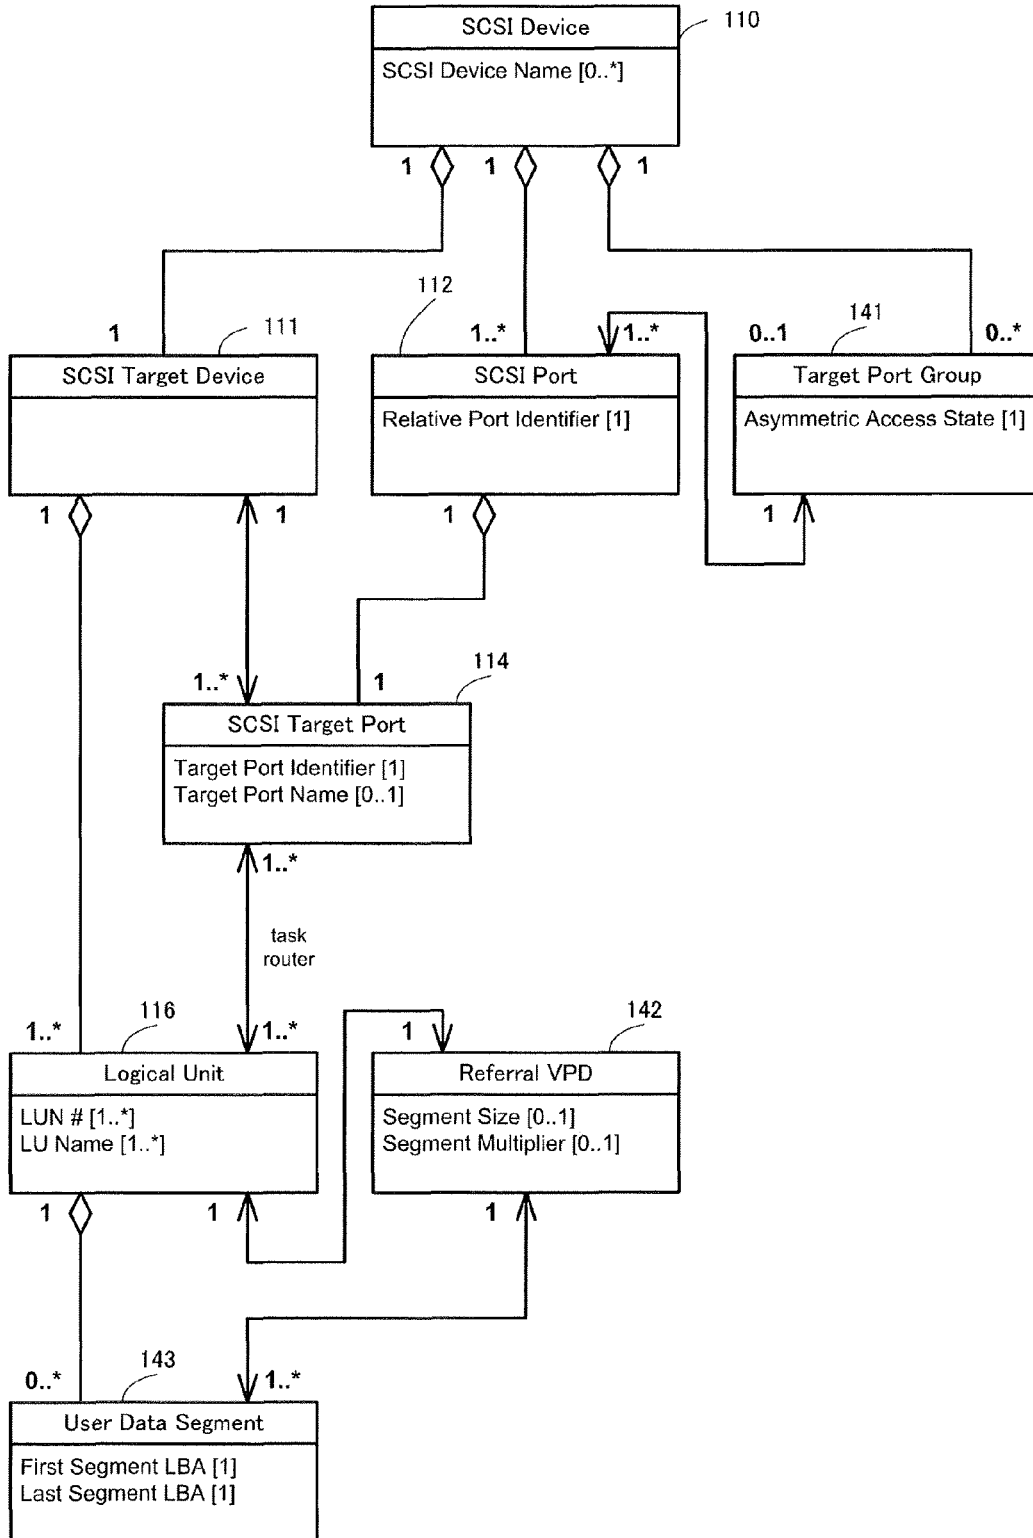 SCSI Device
110
SCSI Device Name [0..*]
1
1
1
112
1
111
1..*
1..*
0..1
141
0..*
SCSI Target Device
SCSI Port
Relative Port Identifier [1]
Target Port Group
Asymmetric Access State [1]
1
1
1
1
1..*
1
114
SCSI Target Port
Target Port Identifier [1]
Target Port Name [0..1]
1..*
task
router
1..*
116
1..*
1
142
Logical Unit
LUN # [1..*]
LU Name [1..*]
Referral VPD
Segment Size [0..1]
Segment Multiplier [0..1]
1
1
1
0..*
143
1..*
User Data Segment
First Segment LBA [1]
Last Segment LBA [1]